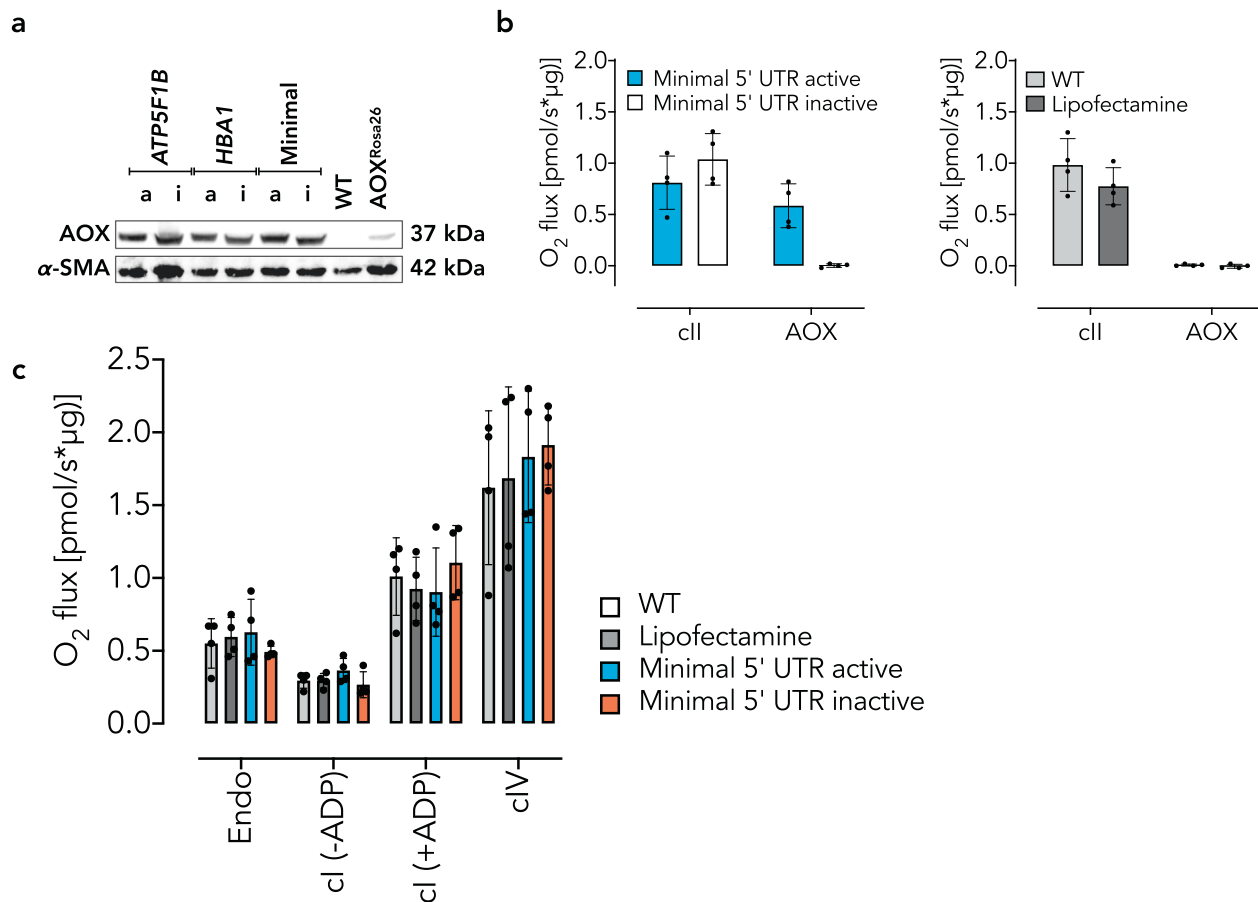 a
ATP5F1B
HBA1
Minimal
WT
AOXRosa26
a i a i a i
AOX 37 kDa
α-SMA 42 kDa
b
O2 flux [pmol/s*µg)]
2.0
1.5
1.0
0.5
0.0
Minimal 5' UTR active
Minimal 5' UTR inactive
cII AOX
O2 flux [pmol/s*µg)]
2.0
1.5
1.0
0.5
0.0
WT
Lipofectamine
cII AOX
c
O2 flux [pmol/s*µg)]
2.5
2.0
1.5
1.0
0.5
0.0
Endo
cI (-ADP)
cI (+ADP)
cIV
WT
Lipofectamine
Minimal 5' UTR active
Minimal 5' UTR inactive